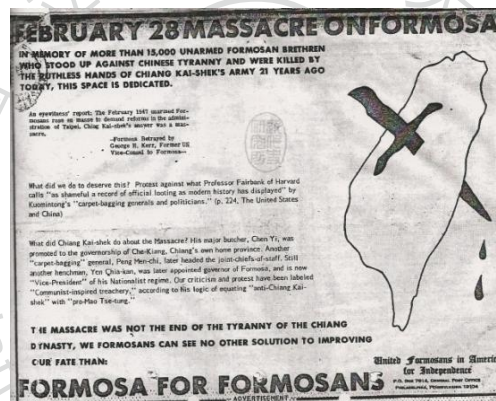 FEBRUARY 28 MASSACRE ON FORMOSA
IN MEMORY OF MORE THAN 15,000 UNARMED FORMOSAN BRETHREN
WHO STOOD UP AGAINST CHINESE TYRANNY AND WERE KILLED BY
THE RUTHLESS HANDS OF CHIANG KAI-SHEK'S ARMY 21 YEARS AGO
TODAY, THIS SPACE IS DEDICATED.
An eyewitness' report: The February 1947 unarmed For-
mosans rose en masse to demand reforms in the admini-
stration of Taipei. Ching Kai-shek's answer was a mas-
sacre.
—Formosa Betrayed by
George H. Kerr, Former US
Vice-Consul to Formosa—
What did we do to deserve this? Protest against what Professor Fairbank of Harvard
calls "as shameful a record of official looting as modern history has displayed" by
Kuomintong's "carpet-bagging generals and politicians." (p. 224, The United States
and China)
What did Chiang Kai-shek do about the Massacre? His major butcher, Chen Yi, was
promoted to the governorship of Che-Kiang, Chiang's own home province. Another
"carpet-bagging" general, Peng Men-chi, later headed the joint-chiefs-of-staff. Still
another henchman, Yen Chia-kan, was later appointed governor of Formosa, and is now
"Vice-President" of his Nationalist regime. Our criticism and protest have been labeled
"Communist-inspired treachery," according to his logic of equating "anti-Chiang Kai-
shek" with "pro-Mao Tse-tung."
THE MASSACRE WAS NOT THE END OF THE TYRANNY OF THE CHIANG
DYNASTY, WE FORMOSANS CAN SEE NO OTHER SOLUTION TO IMPROVING
OUR FATE THAN:
FORMOSA FOR FORMOSANS
United Formosans in America
for Independence
P.O. Box 7914, General Post Office
Philadelphia, Pennsylvania
ADVERTISEMENT